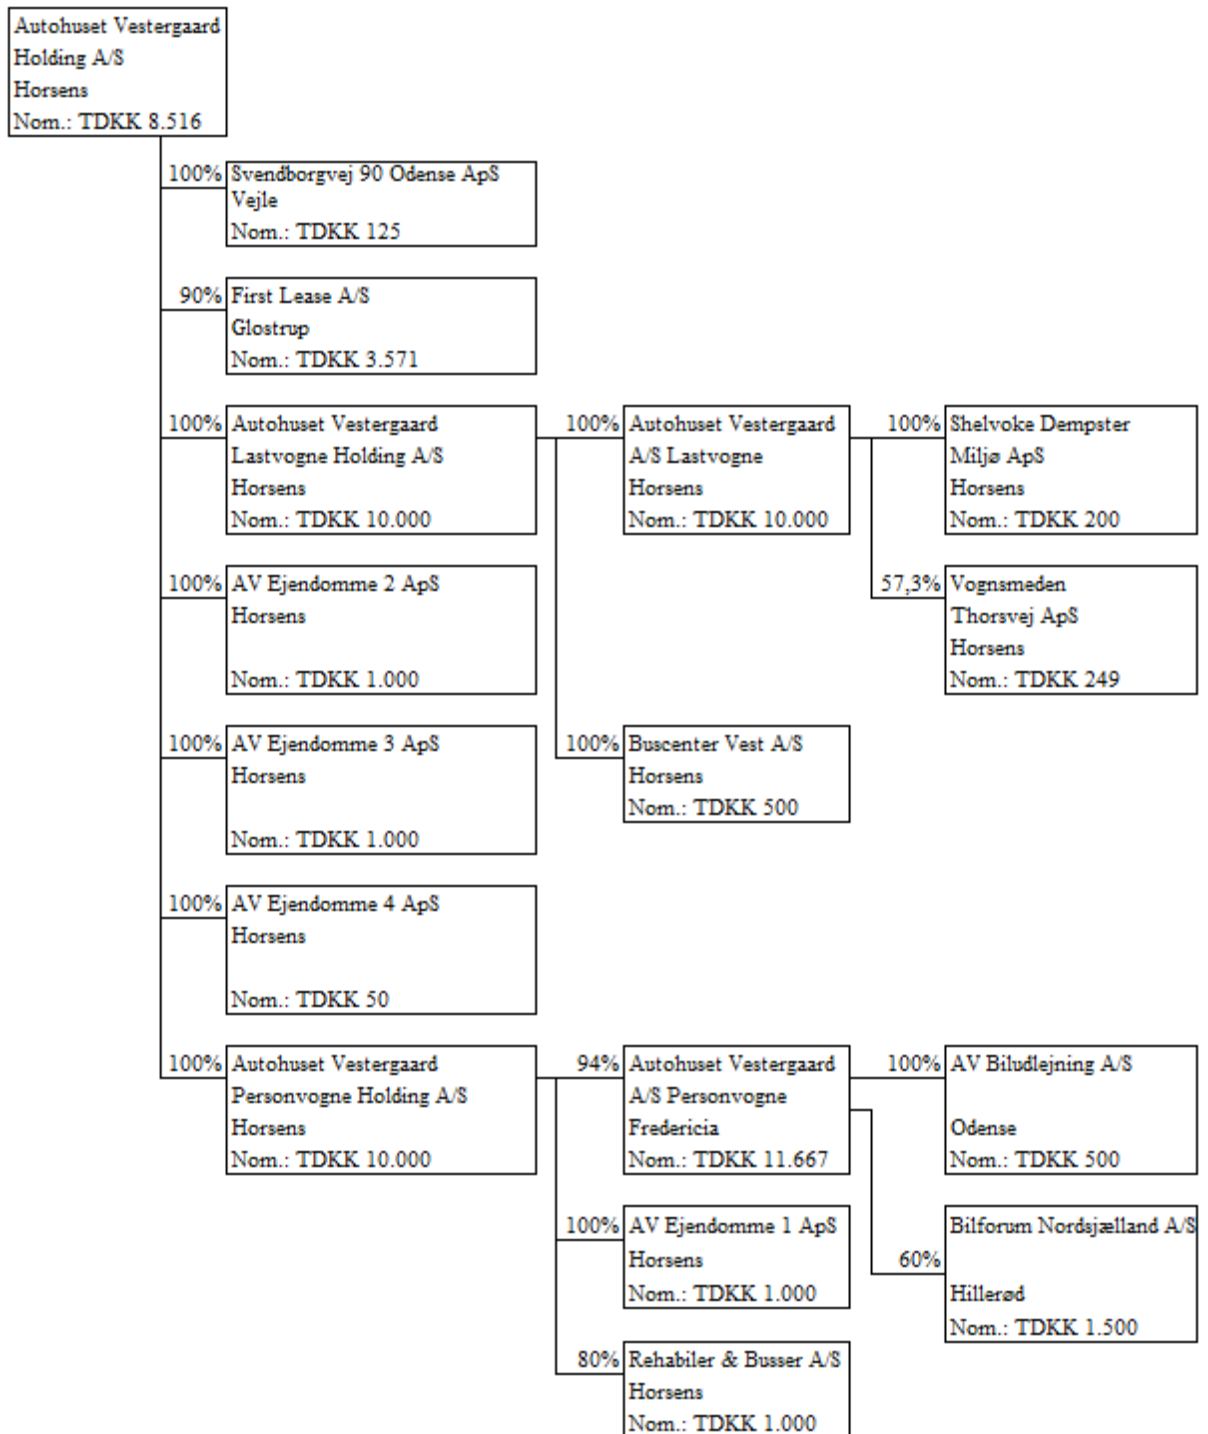 Autohuset Vestergaard
Holding A/S
Horsens
Nom.: TDKK 8.516
100%
Svendborgvej 90 Odense ApS
Vejle
Nom.: TDKK 125
90%
First Lease A/S
Glostrup
Nom.: TDKK 3.571
100%
Autohuset Vestergaard
Lastvogne Holding A/S
Horsens
Nom.: TDKK 10.000
100%
Autohuset Vestergaard
A/S Lastvogne
Horsens
Nom.: TDKK 10.000
100%
Shelvoke Dempster
Miljø ApS
Horsens
Nom.: TDKK 200
100%
AV Ejendomme 2 ApS
Horsens
Nom.: TDKK 1.000
57,3%
Vognsmeden
Thorsvej ApS
Horsens
Nom.: TDKK 249
100%
AV Ejendomme 3 ApS
Horsens
Nom.: TDKK 1.000
100%
Buscenter Vest A/S
Horsens
Nom.: TDKK 500
100%
AV Ejendomme 4 ApS
Horsens
Nom.: TDKK 50
100%
Autohuset Vestergaard
Personvogne Holding A/S
Horsens
Nom.: TDKK 10.000
94%
Autohuset Vestergaard
A/S Personvogne
Fredericia
Nom.: TDKK 11.667
100%
AV Biludlejning A/S
Odense
Nom.: TDKK 500
100%
AV Ejendomme 1 ApS
Horsens
Nom.: TDKK 1.000
60%
Bilforum Nordsjælland A/S
Hillerød
Nom.: TDKK 1.500
80%
Rehabiler & Busser A/S
Horsens
Nom.: TDKK 1.000